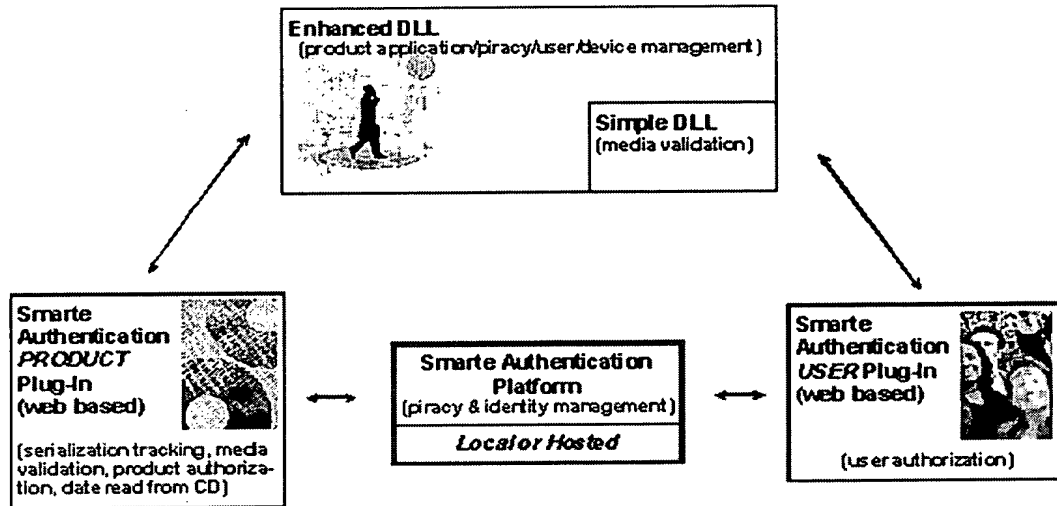 Enhanced DLL
(product application/piracy/user/device management)
Simple DLL
(media validation)
Smarte
Authentication
PRODUCT
Plug-In
(web based)
(serialization tracking, media
validation, product authoriza-
tion, date read from CD)
Smarte Authentication
Platform
(piracy & identity management)
Local or Hosted
Smarte
Authentication
USER Plug-In
(web based)
(user authorization)